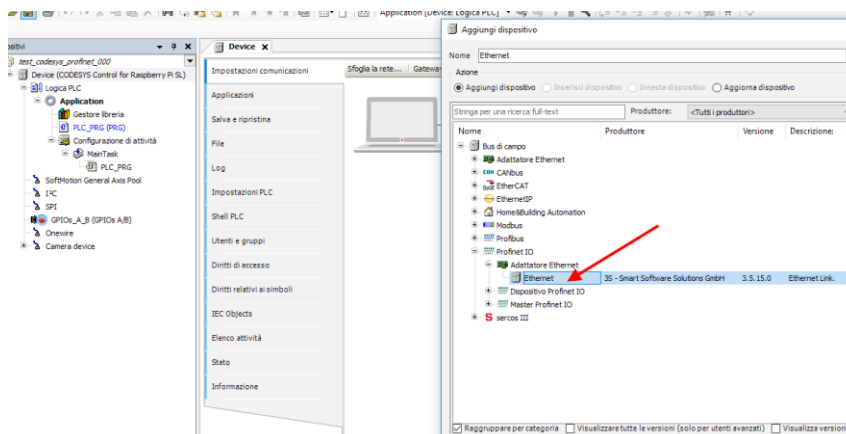 Application [Device: Logica PLC]
ositivi
test_codesys_profinet_000
Device (CODESYS Control for Raspberry Pi SL)
Logica PLC
Application
Gestore libreria
PLC_PRG (PRG)
Configurazione di attività
MainTask
PLC_PRG
SoftMotion General Axis Pool
I²C
SPI
GPIOs_A_B (GPIOs A/B)
Onewire
Camera device
Device
Impostazioni comunicazioni
Applicazioni
Salva e ripristina
File
Log
Impostazioni PLC
Shell PLC
Utenti e gruppi
Diritti di accesso
Diritti relativi ai simboli
IEC Objects
Elenco attività
Stato
Informazione
Sfoglia la rete... Gateway
Aggiungi dispositivo
Nome Ethernet
Azione
Aggiungi dispositivo Inserisci dispositivo Innesta dispositivo Aggiorna dispositivo
Stringa per una ricerca full-text Produttore: <Tutti i produttori>
Nome Produttore Versione Descrizione:
Bus di campo
Adattatore Ethernet
CAN CANbus
EtherCAT
EthernetIP
Home&Building Automation
Modbus
Profibus
Profinet IO
Adattatore Ethernet
Ethernet 3S - Smart Software Solutions GmbH 3.5.15.0 Ethernet Link.
Dispositivo Profinet IO
Master Profinet IO
sercos III
Raggruppare per categoria Visualizzare tutte le versioni (solo per utenti avanzati) Visualizza version